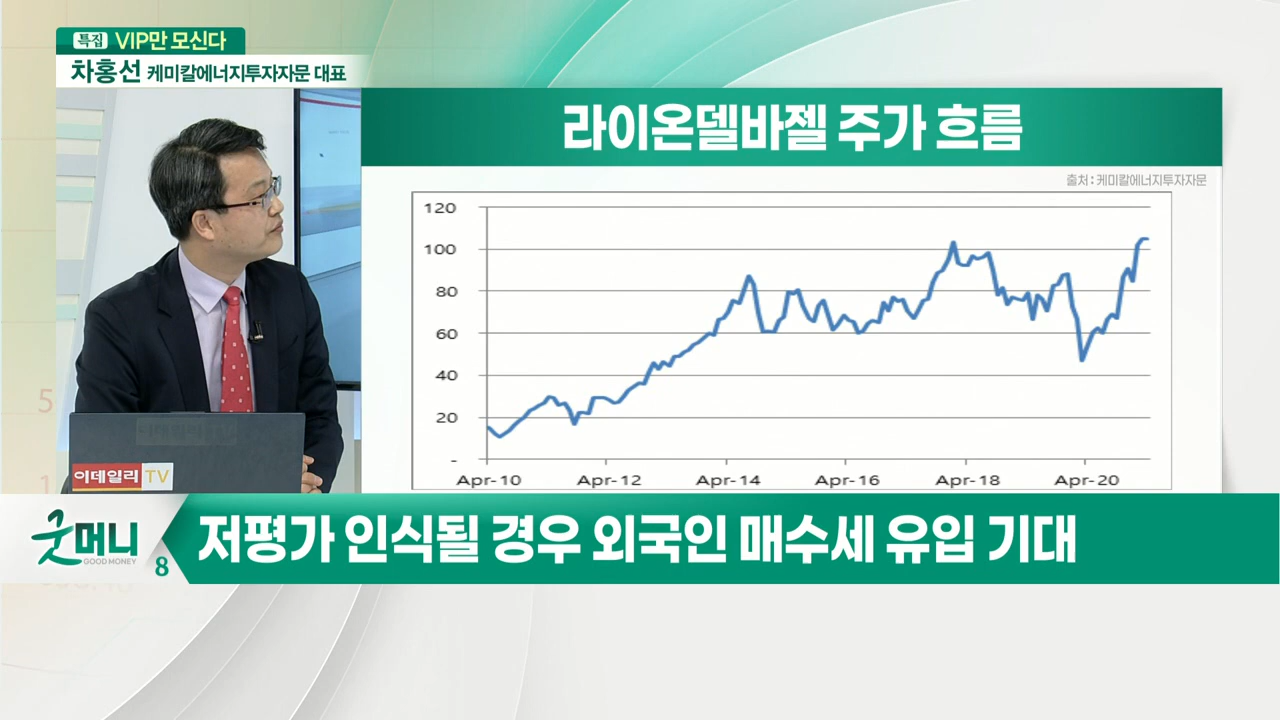 특집 VIP만 모신다
차홍선 케미칼에너지투자자문 대표
라이온델바젤 주가 흐름
출처 : 케미칼에너지투자자문
120
100
80
60
40
20
-
Apr-10 Apr-12 Apr-14 Apr-16 Apr-18 Apr-20
5
1
이데일리 TV
굿머니
GOOD MONEY
8
저평가 인식될 경우 외국인 매수세 유입 기대